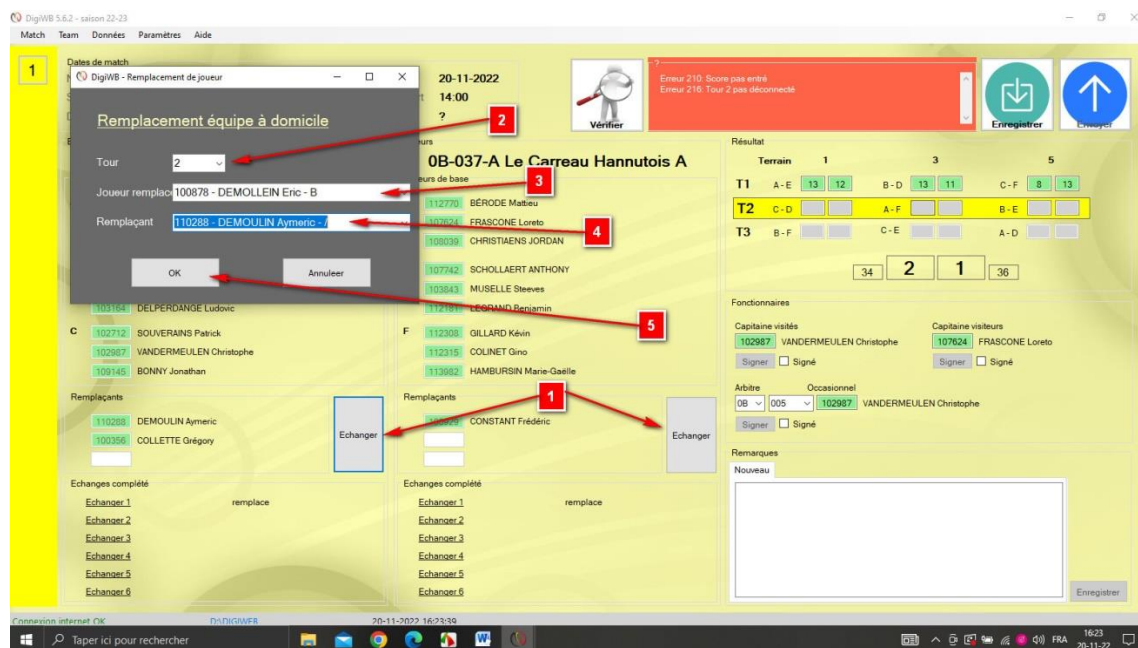 DigiWB 5.6.2 - saison 22-23
Match Team Données Paramètres Aide
1
Dates de match
DigiWB - Remplacement de joueur
Remplacement équipe à domicile
Tour 2
Joueur remplac 100878 - DEMOLLEIN Eric - B
Remplaçant 110288 - DEMOULIN Aymeric - A
OK Annuleer
20-11-2022
14:00
?
2
3
4
5
1
Vérifier
?
Erreur 210: Score pas entré
Erreur 216: Tour 2 pas déconnecté
Enregistrer
0B-037-A Le Carreau Hannutois A
112770 BÉRODE Mattieu
107624 FRASCONE Loreto
108039 CHRISTIAENS JORDAN
107742 SCHOLLAERT ANTHONY
103843 MUSELLE Steeves
112181 LEGRAND Benjamin
103164 DELPERDANGE Ludovic
C 102712 SOUVERAINS Patrick
102987 VANDERMEULEN Christophe
109145 BONNY Jonathan
F 112308 GILLARD Kévin
112315 COLINET Gino
113982 HAMBURSIN Marie-Gaëlle
Remplaçants
110288 DEMOULIN Aymeric
100356 COLLETTE Grégory
Echanger
Remplaçants
CONSTANT Frédéric
Echanger
Echanges complété
Echanger 1 remplace
Echanger 2
Echanger 3
Echanger 4
Echanger 5
Echanger 6
Echanges complété
Echanger 1 remplace
Echanger 2
Echanger 3
Echanger 4
Echanger 5
Echanger 6
Résultat
Terrain 1 3 5
T1 A - E 13 12 B - D 13 11 C - F 8 13
T2 C - D A - F B - E
T3 B - F C - E A - D
34 2 1 36
Fonctionnaires
Capitaine visités
102987 VANDERMEULEN Christophe
Signer Signé
Capitaine visiteurs
107624 FRASCONE Loreto
Signer Signé
Arbitre Occasionnel
0B 005 102987 VANDERMEULEN Christophe
Signer Signé
Remarques
Nouveau
Enregistrer
Connexion internet OK D:\DIGIWEB 20-11-2022 16:23:39
Taper ici pour rechercher
FRA
16:23
20-11-22